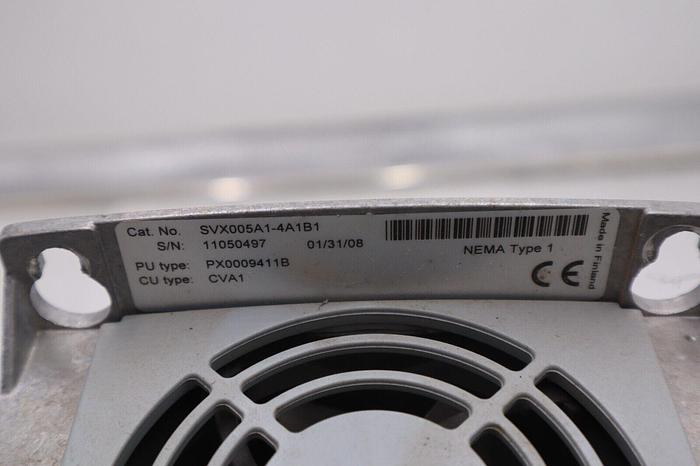 Cat. No. SVX005A1-4A1B1
S/N: 11050497 01/31/08
PU type: PX0009411B
CU type: CVA1
NEMA Type 1
CE
Made in Finland